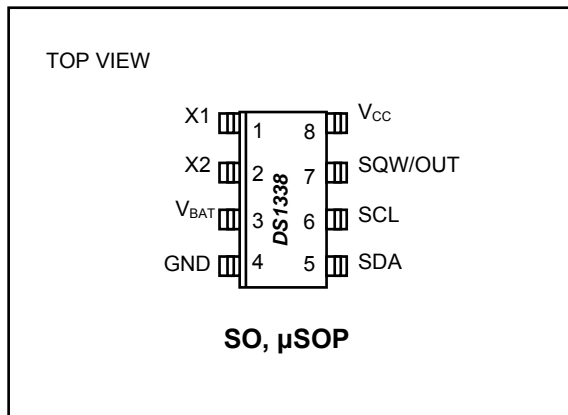 TOP VIEW
X1 1 8 VCC
X2 2 7 SQW/OUT
VBAT 3 6 SCL
GND 4 5 SDA
DS1338
SO, µSOP